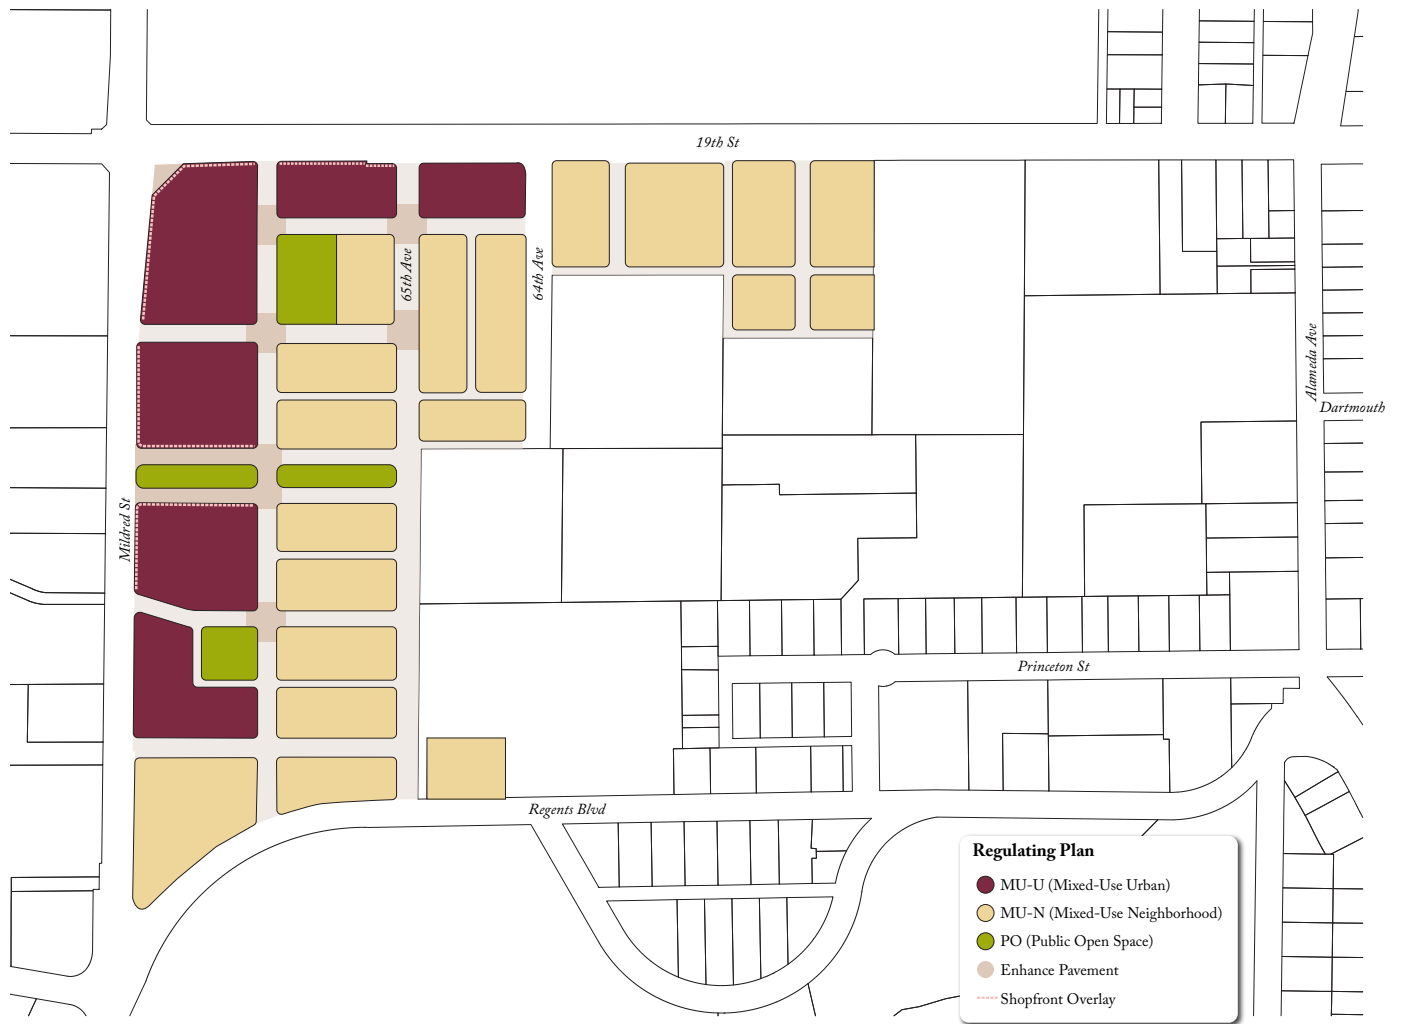 19th St
65th Ave
64th Ave
Alameda Ave
Dartmouth
Mildred St
Princeton St
Regents Blvd
Regulating Plan
MU-U (Mixed-Use Urban)
MU-N (Mixed-Use Neighborhood)
PO (Public Open Space)
Enhance Pavement
Shopfront Overlay